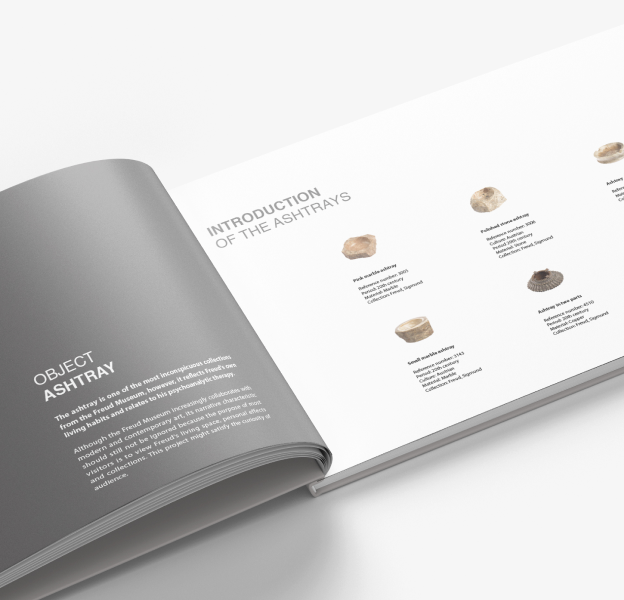 OBJECT
ASHTRAY
The ashtray is one of the most inconspicuous collections
from the Freud Museum, however, it reflects Freud's own
living habits and relates to his psychoanalytic therapy.
Although the Freud Museum increasingly collaborates with
modern and contemporary art, its narrative characteristic
should still not be ignored because the purpose of most
visitors is to view Freud's living space, personal effects
and collections. This project might satisfy the curiosity of
audience.
INTRODUCTION
OF THE ASHTRAYS
Pink marble ashtray
Reference number: 3005
Period: 20th century
Material: Marble
Collection: Freud, Sigmund
Polished stone ashtray
Reference number:
Culture: Austrian
Period: 20th century
Material: Stone
Collection: Freud, Sigmund
Small marble ashtray
Reference number: 3143
Period: 20th century
Culture: Austrian
Material: Marble
Collection: Freud, Sigmund
Ashtray in two parts
Reference number: 4510
Period: 20th century
Material: Copper
Collection: Freud, Sigmund
Ashtray